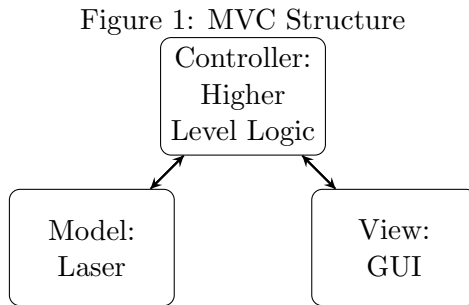 Figure 1: MVC Structure
Controller:
Higher
Level Logic
Model:
Laser
View:
GUI